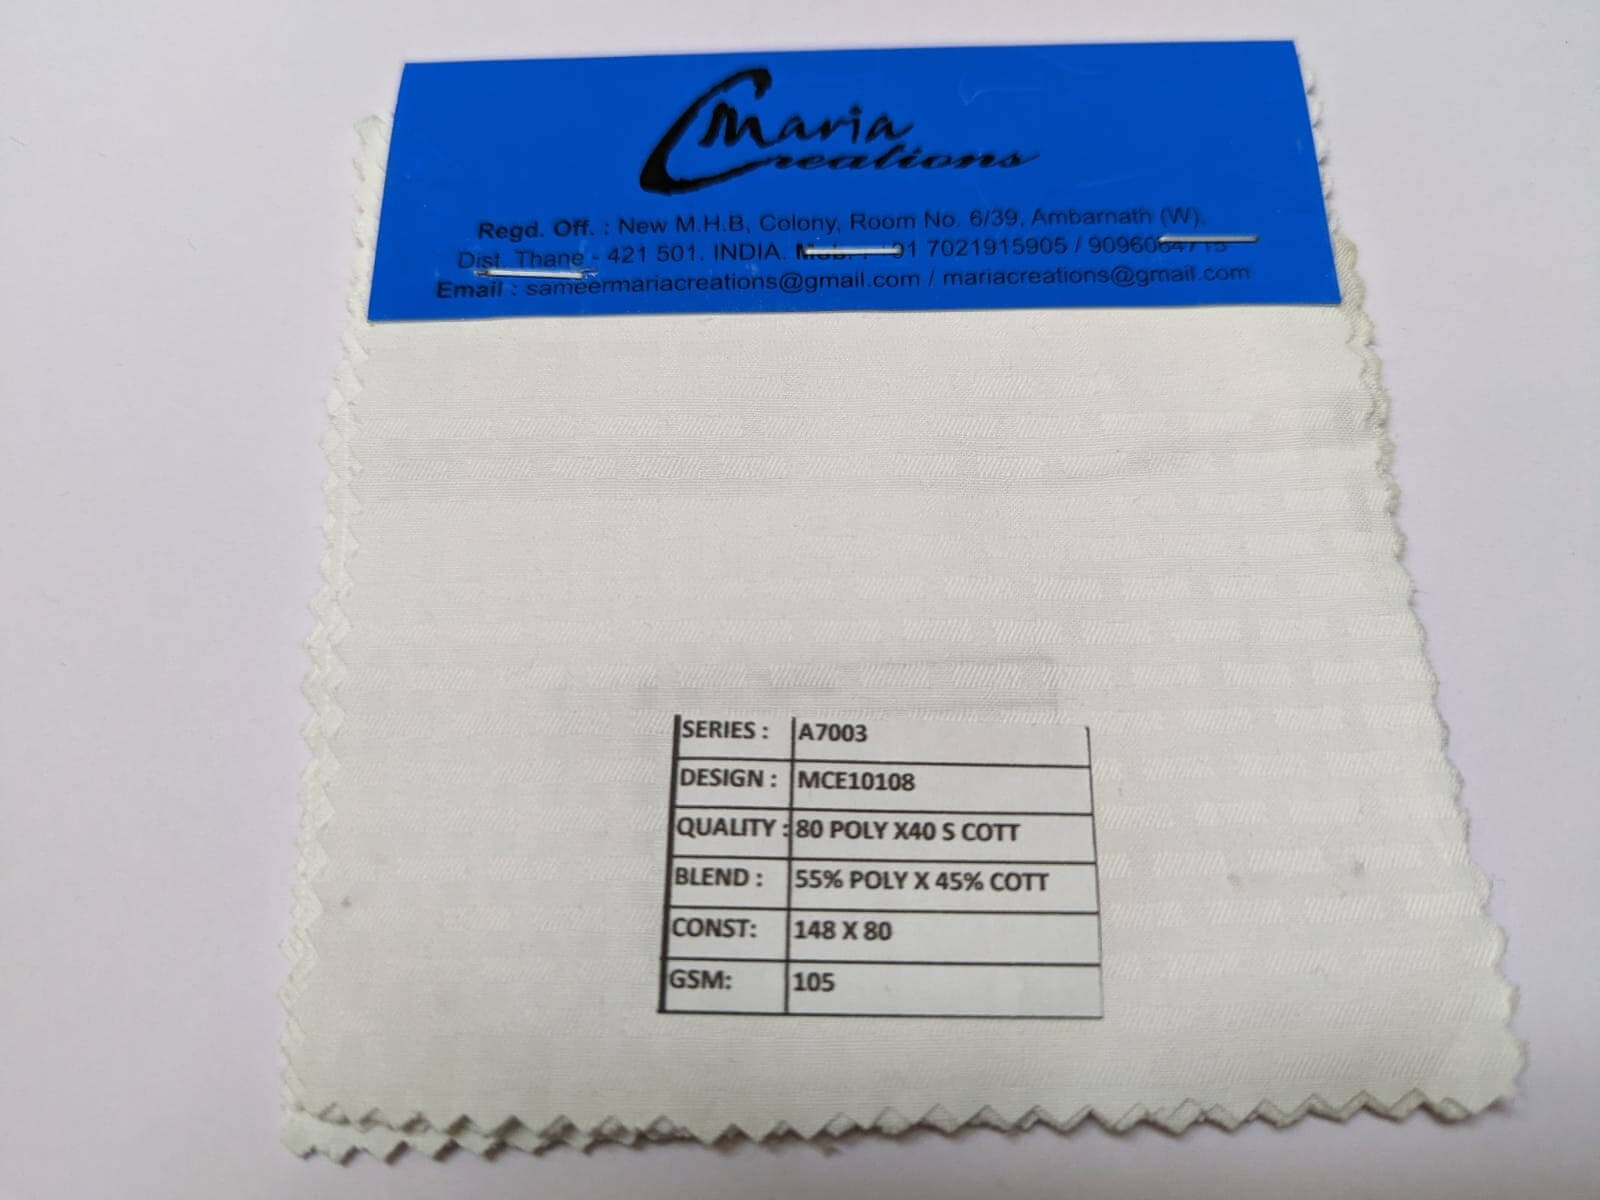 Maria
Creations
Regd. Off. : New M.H.B, Colony, Room No. 6/39, Ambarnath (W),
Dist. Thane - 421 501. INDIA. 7021915905 /
Email : sameermariacreations@gmail.com / mariacreations@gmail.com
SERIES : A7003
DESIGN : MCE10108
QUALITY : 80 POLY X40 S COTT
BLEND : 55% POLY X 45% COTT
CONST: 148 X 80
GSM: 105